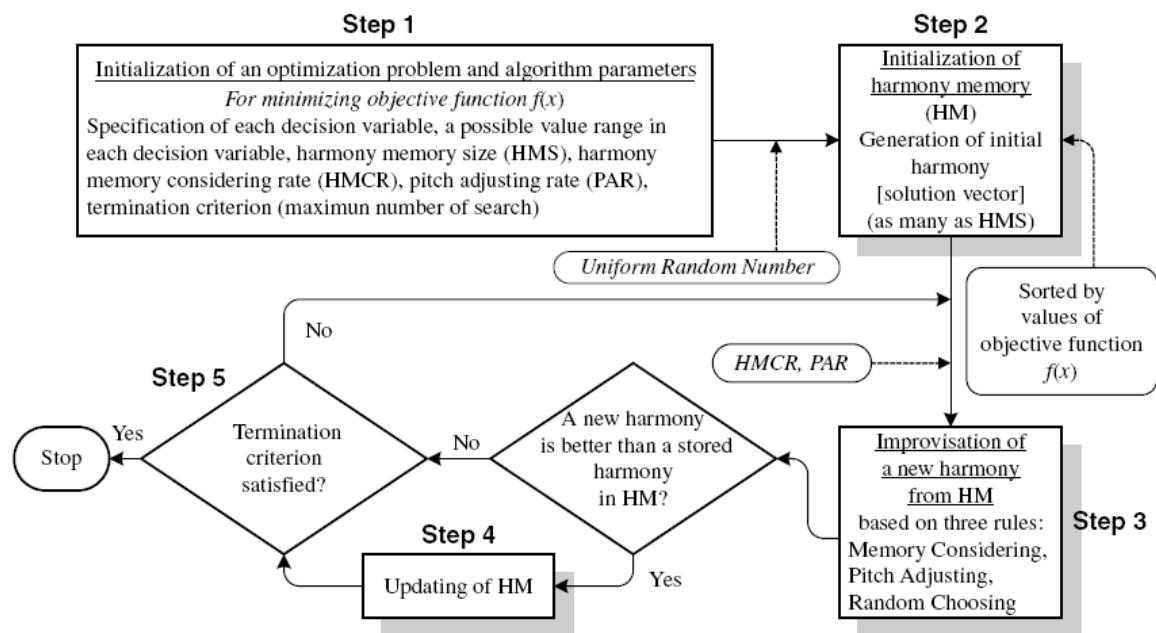 Step 1
Initialization of an optimization problem and algorithm parameters
For minimizing objective function f(x)
Specification of each decision variable, a possible value range in
each decision variable, harmony memory size (HMS), harmony
memory considering rate (HMCR), pitch adjusting rate (PAR),
termination criterion (maximun number of search)
Step 2
Initialization of
harmony memory
(HM)
Generation of initial
harmony
[solution vector]
(as many as HMS)
Uniform Random Number
Sorted by
values of
objective function
f(x)
HMCR, PAR
Improvisation of
a new harmony
from HM
based on three rules:
Memory Considering,
Pitch Adjusting,
Random Choosing
Step 3
A new harmony
is better than a stored
harmony
in HM?
No
Yes
Step 4
Updating of HM
Step 5
Termination
criterion
satisfied?
No
Yes
Stop